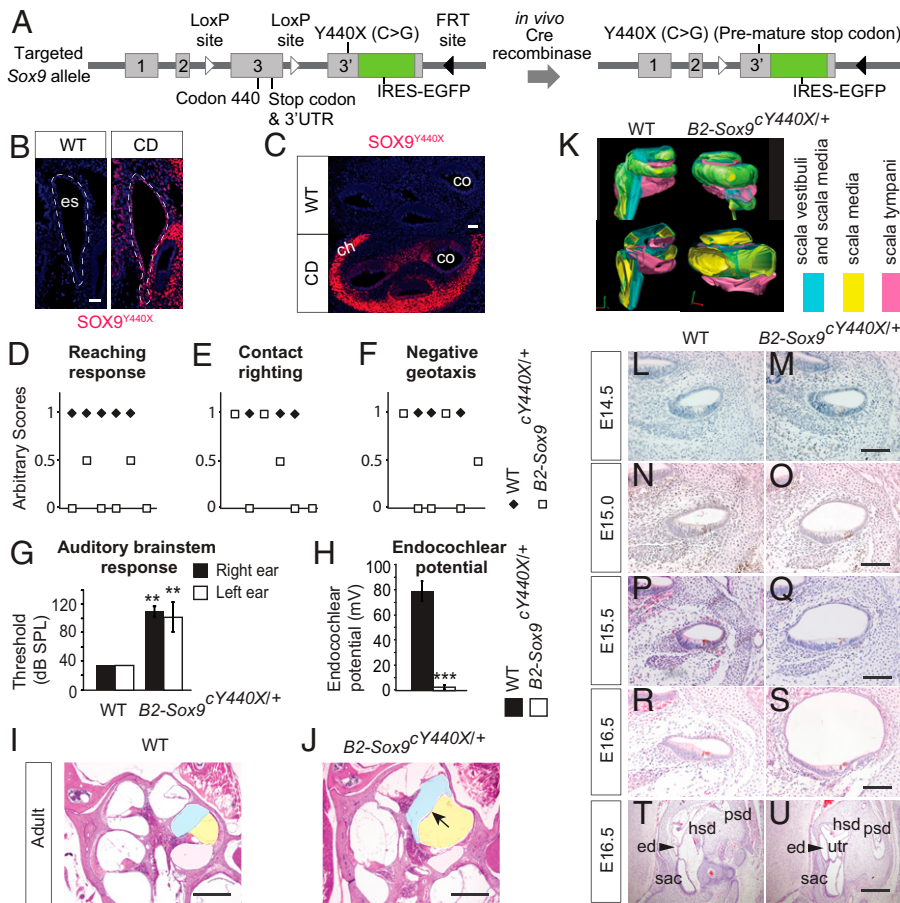 A
Targeted
Sox9 allele
LoxP
site
LoxP
site
Y440X (C>G)
FRT
site
1
2
3
3'
Codon 440
Stop codon
& 3'UTR
IRES-EGFP
in vivo
Cre
recombinase
Y440X (C>G) (Pre-mature stop codon)
1
2
3'
IRES-EGFP
B
WT
CD
es
SOX9Y440X
C
SOX9Y440X
WT
co
CD
ch
co
K
WT
B2-Sox9cY440X/+
scala vestibuli
and scala media
scala media
scala tympani
D
Reaching
response
E
Contact
righting
F
Negative
geotaxis
Arbitrary Scores
1
0.5
0
1
0.5
0
1
0.5
0
WT
B2-Sox9cY440X/+
G
Auditory brainstem
response
Right ear
Left ear
Threshold
(dB SPL)
120
80
40
0
**
**
WT
B2-Sox9cY440X/+
H
Endocochlear
potential
Endocochlear
potential (mV)
100
80
60
40
20
0
***
WT
B2-Sox9cY440X/+
I
WT
J
B2-Sox9cY440X/+
Adult
WT
B2-Sox9cY440X/+
E14.5
L
M
E15.0
N
O
E15.5
P
Q
E16.5
R
S
E16.5
T
hsd
psd
ed
sac
U
hsd
psd
ed
utr
sac